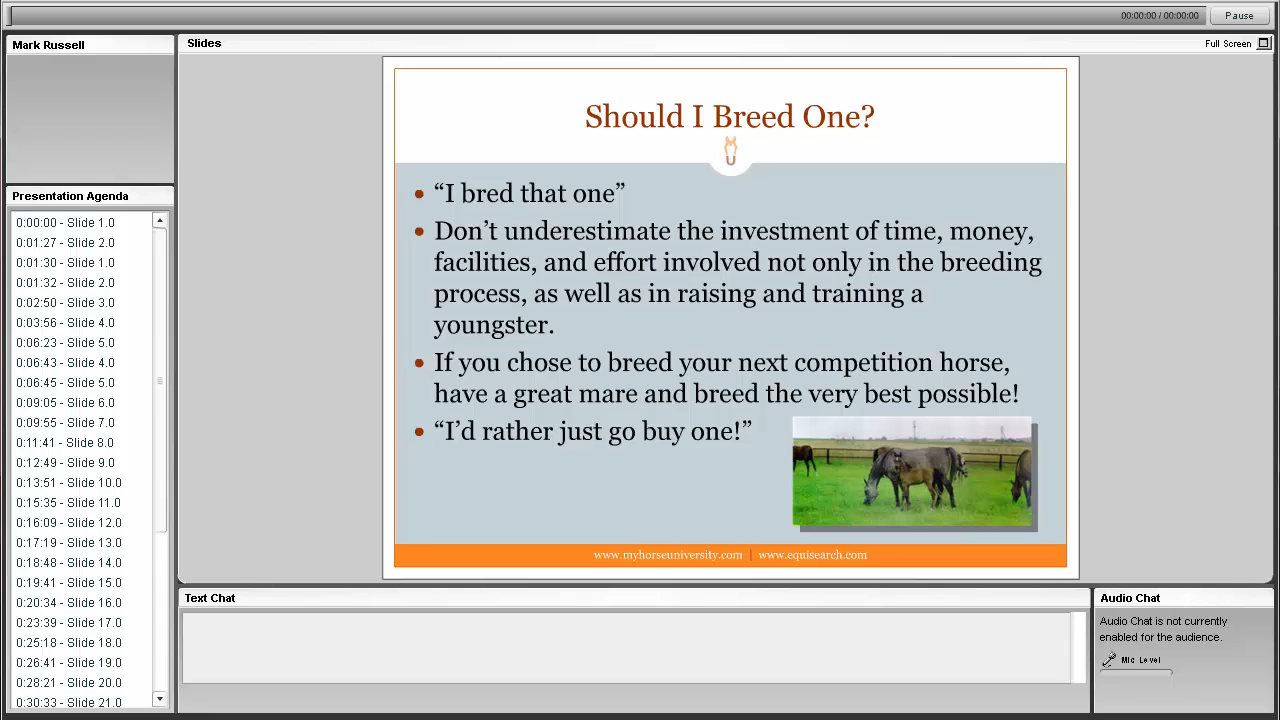 00:00:00 / 00:00:00
Pause
Mark Russell
Presentation Agenda
0:00:00 - Slide 1.0
0:01:27 - Slide 2.0
0:01:30 - Slide 1.0
0:01:32 - Slide 2.0
0:02:50 - Slide 3.0
0:03:56 - Slide 4.0
0:06:23 - Slide 5.0
0:06:43 - Slide 4.0
0:06:45 - Slide 5.0
0:09:05 - Slide 6.0
0:09:55 - Slide 7.0
0:11:41 - Slide 8.0
0:12:49 - Slide 9.0
0:13:51 - Slide 10.0
0:15:35 - Slide 11.0
0:16:09 - Slide 12.0
0:17:19 - Slide 13.0
0:18:48 - Slide 14.0
0:19:41 - Slide 15.0
0:20:34 - Slide 16.0
0:23:39 - Slide 17.0
0:25:18 - Slide 18.0
0:26:41 - Slide 19.0
0:28:21 - Slide 20.0
0:30:33 - Slide 21.0
Slides
Full Screen
Should I Breed One?
• “I bred that one”
• Don’t underestimate the investment of time, money,
facilities, and effort involved not only in the breeding
process, as well as in raising and training a
youngster.
• If you chose to breed your next competition horse,
have a great mare and breed the very best possible!
• “I’d rather just go buy one!”
www.myhorseuniversity.com | www.equisearch.com
Text Chat
Audio Chat
Audio Chat is not currently
enabled for the audience.
Mic Level